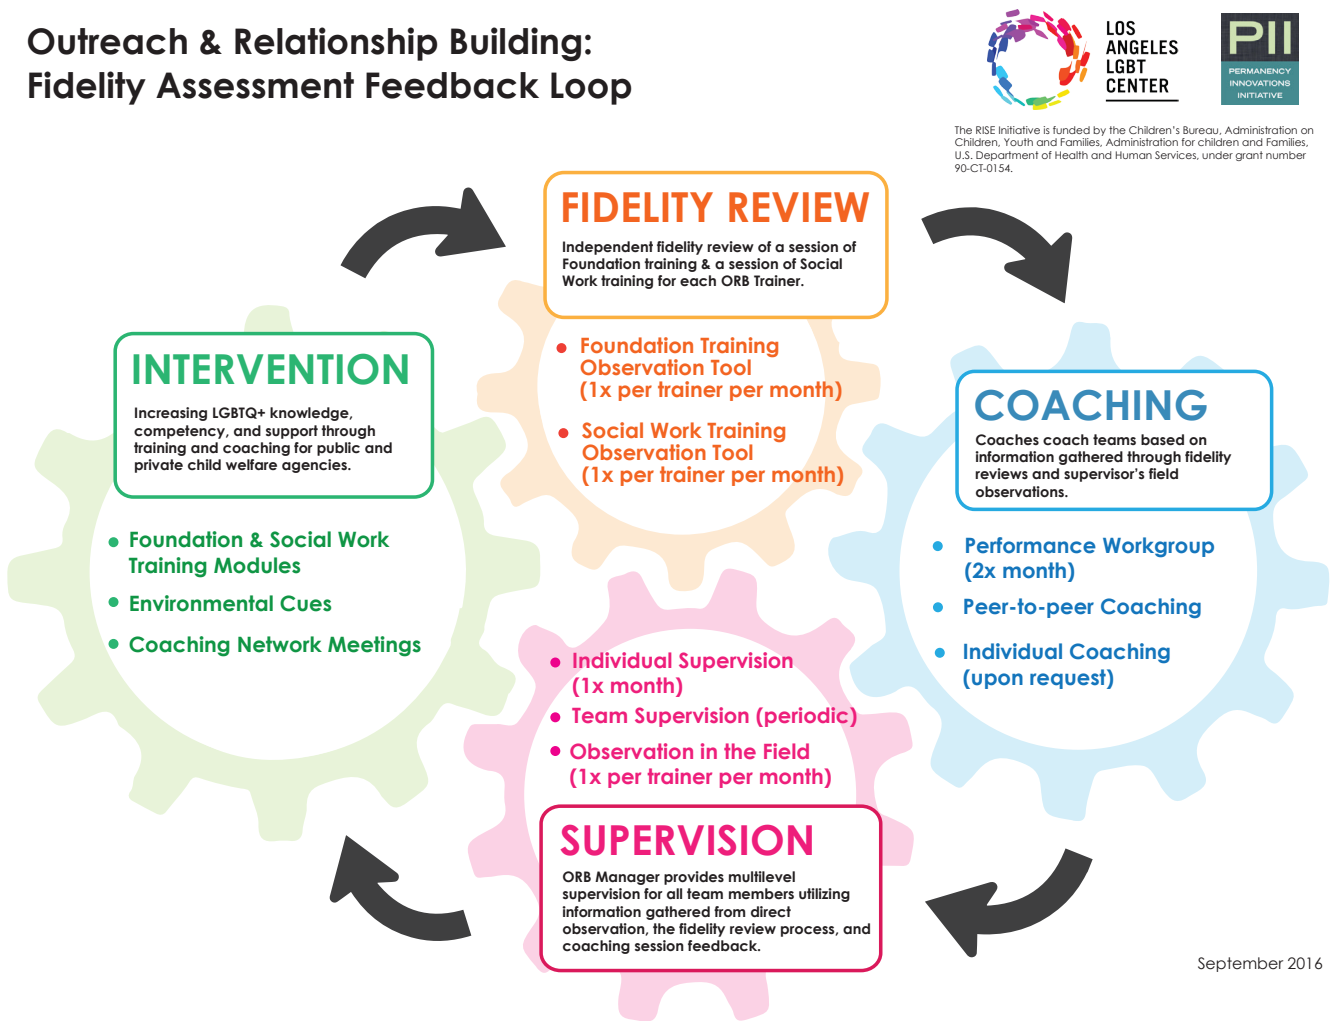 Outreach & Relationship Building:
Fidelity Assessment Feedback Loop
LOS
ANGELES
LGBT
CENTER
PII
PERMANENCY
INNOVATIONS
INITIATIVE
The RISE Initiative is funded by the Children's Bureau, Administration on
Children, Youth and Families, Administration for children and Families,
U.S. Department of Health and Human Services, under grant number
90-CT-0154.
FIDELITY REVIEW
Independent fidelity review of a session of
Foundation training & a session of Social
Work training for each ORB Trainer.
• Foundation Training
Observation Tool
(1x per trainer per month)
• Social Work Training
Observation Tool
(1x per trainer per month)
INTERVENTION
Increasing LGBTQ+ knowledge,
competency, and support through
training and coaching for public and
private child welfare agencies.
• Foundation & Social Work
Training Modules
• Environmental Cues
• Coaching Network Meetings
COACHING
Coaches coach teams based on
information gathered through fidelity
reviews and supervisor's field
observations.
• Performance Workgroup
(2x month)
• Peer-to-peer Coaching
• Individual Coaching
(upon request)
• Individual Supervision
(1x month)
• Team Supervision (periodic)
• Observation in the Field
(1x per trainer per month)
SUPERVISION
ORB Manager provides multilevel
supervision for all team members utilizing
information gathered from direct
observation, the fidelity review process, and
coaching session feedback.
September 2016